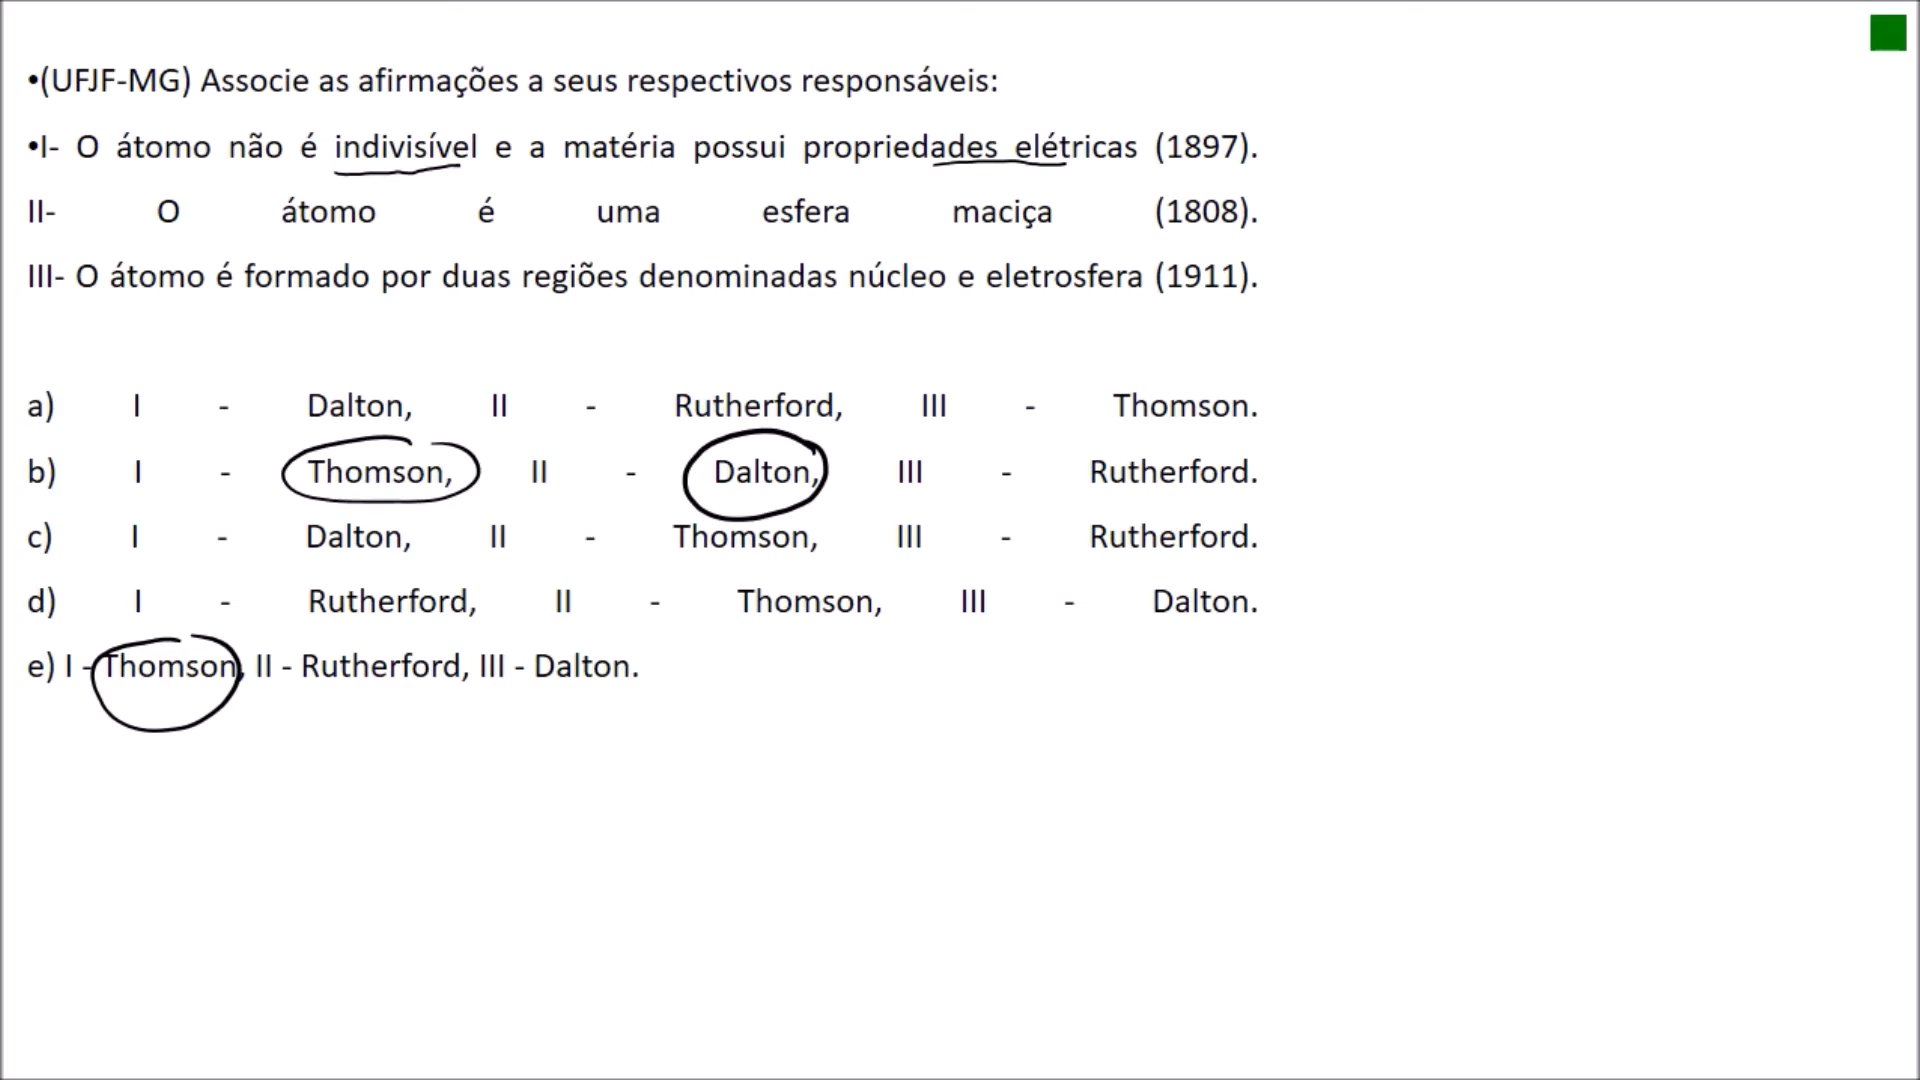 •(UFJF-MG) Associe as afirmações a seus respectivos responsáveis:
•I- O átomo não é indivisível e a matéria possui propriedades elétricas (1897).
II- O átomo é uma esfera maciça (1808).
III- O átomo é formado por duas regiões denominadas núcleo e eletrosfera (1911).
a) I - Dalton, II - Rutherford, III - Thomson.
b) I - Thomson, II - Dalton, III - Rutherford.
c) I - Dalton, II - Thomson, III - Rutherford.
d) I - Rutherford, II - Thomson, III - Dalton.
e) I - Thomson, II - Rutherford, III - Dalton.